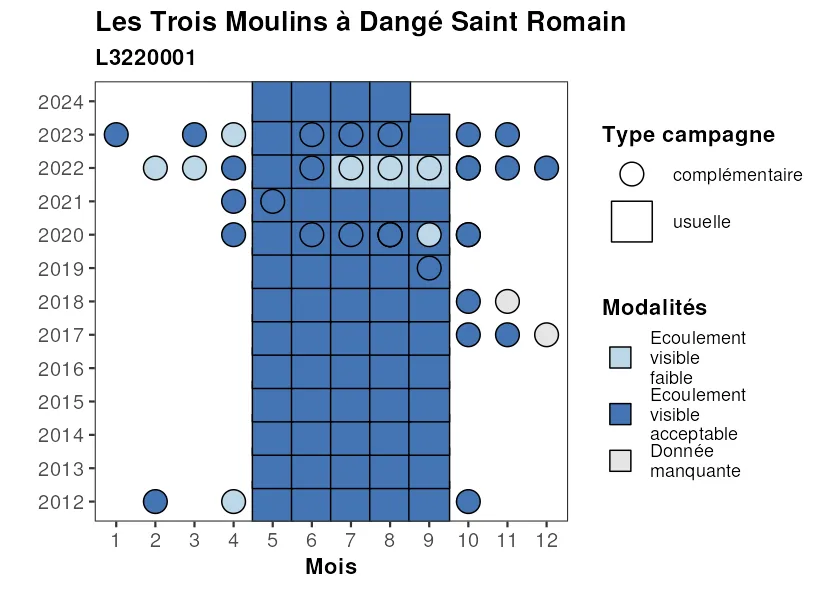 Les Trois Moulins à Dangé Saint Romain
L3220001
2024
2023
2022
2021
2020
2019
2018
2017
2016
2015
2014
2013
2012
1 2 3 4 5 6 7 8 9 10 11 12
Mois
Type campagne
complémentaire
usuelle
Modalités
Ecoulement
visible
faible
Ecoulement
visible
acceptable
Donnée
manquante